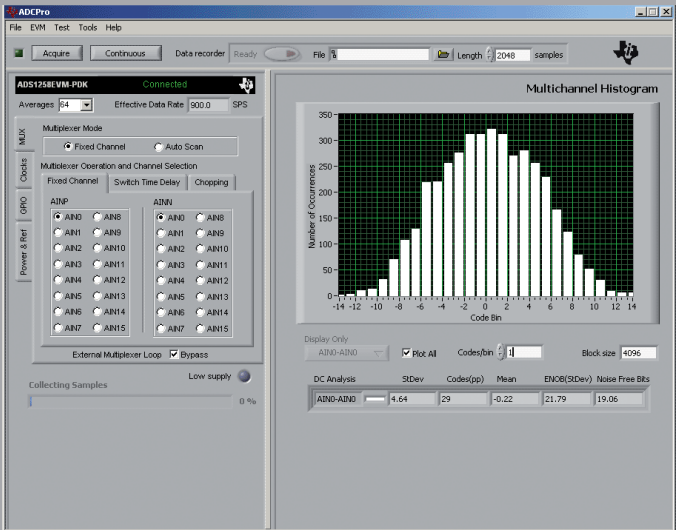 ADCPro
File EVM Test Tools Help
Acquire Continuous Data recorder Ready File Length 2048 samples
ADS1258EVM-PDK Connected
Averages 64 Effective Data Rate 900.0 SPS
MUX
Clocks
GPIO
Power & Ref
Multiplexer Mode
Fixed Channel Auto Scan
Multiplexer Operation and Channel Selection
Fixed Channel Switch Time Delay Chopping
AINP AINN
AIN0 AIN8 AIN0 AIN8
AIN1 AIN9 AIN1 AIN9
AIN2 AIN10 AIN2 AIN10
AIN3 AIN11 AIN3 AIN11
AIN4 AIN12 AIN4 AIN12
AIN5 AIN13 AIN5 AIN13
AIN6 AIN14 AIN6 AIN14
AIN7 AIN15 AIN7 AIN15
External Multiplexer Loop Bypass
Low supply
Collecting Samples
0 %
Multichannel Histogram
Number of Occurrences
350
300
250
200
150
100
50
0
-14 -12 -10 -8 -6 -4 -2 0 2 4 6 8 10 12 14
Code Bin
Display Only
AIN0-AIN0 Plot All Codes/bin 1 Block size 4096
DC Analysis StDev Codes(pp) Mean ENOB(StDev) Noise Free Bits
AIN0-AIN0 4.64 29 -0.22 21.79 19.06